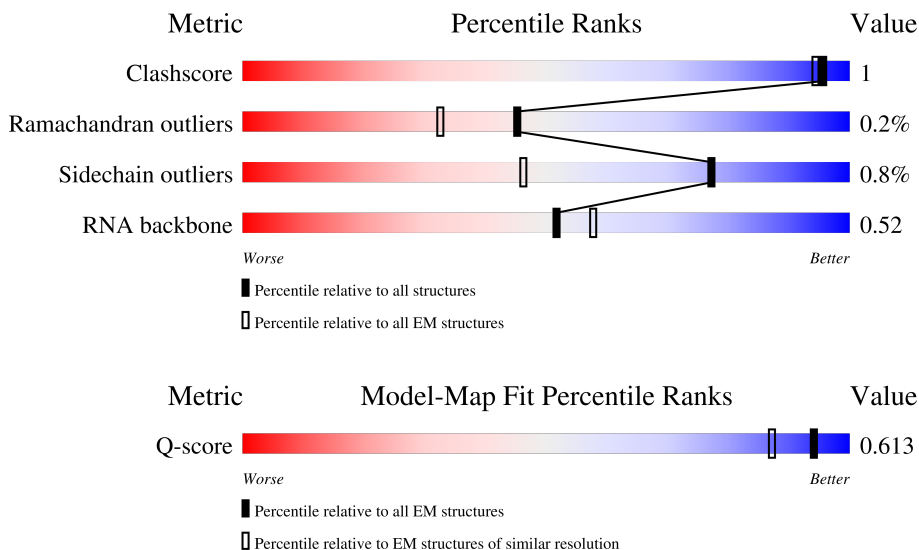 Metric Percentile Ranks Value
Clashscore 1
Ramachandran outliers 0.2%
Sidechain outliers 0.8%
RNA backbone 0.52
Worse Better
Percentile relative to all structures
Percentile relative to all EM structures
Metric Model-Map Fit Percentile Ranks Value
Q-score 0.613
Worse Better
Percentile relative to all EM structures
Percentile relative to EM structures of similar resolution